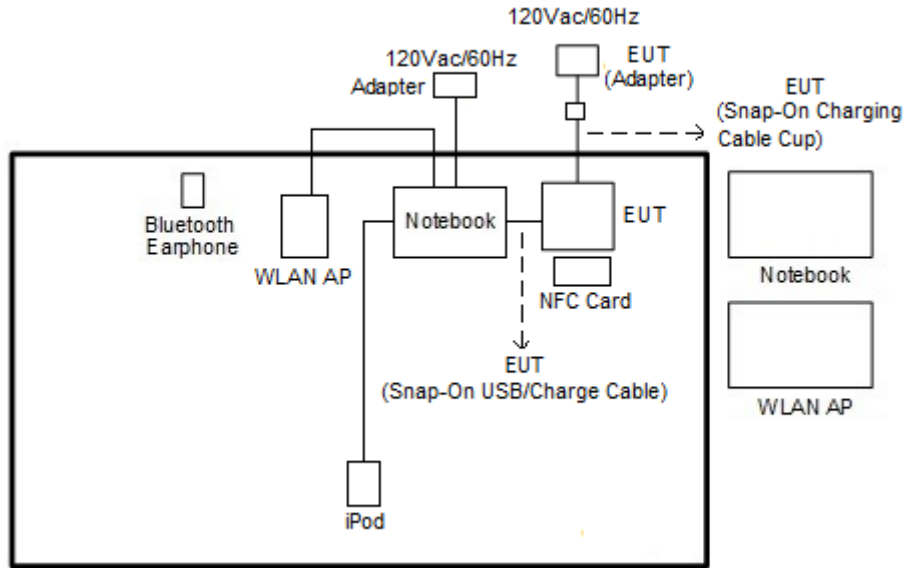 120Vac/60Hz
120Vac/60Hz
EUT
(Adapter)
Adapter
EUT
(Snap-On Charging
Cable Cup)
Bluetooth
Earphone
WLAN AP
Notebook
EUT
NFC Card
Notebook
EUT
(Snap-On USB/Charge Cable)
WLAN AP
iPod